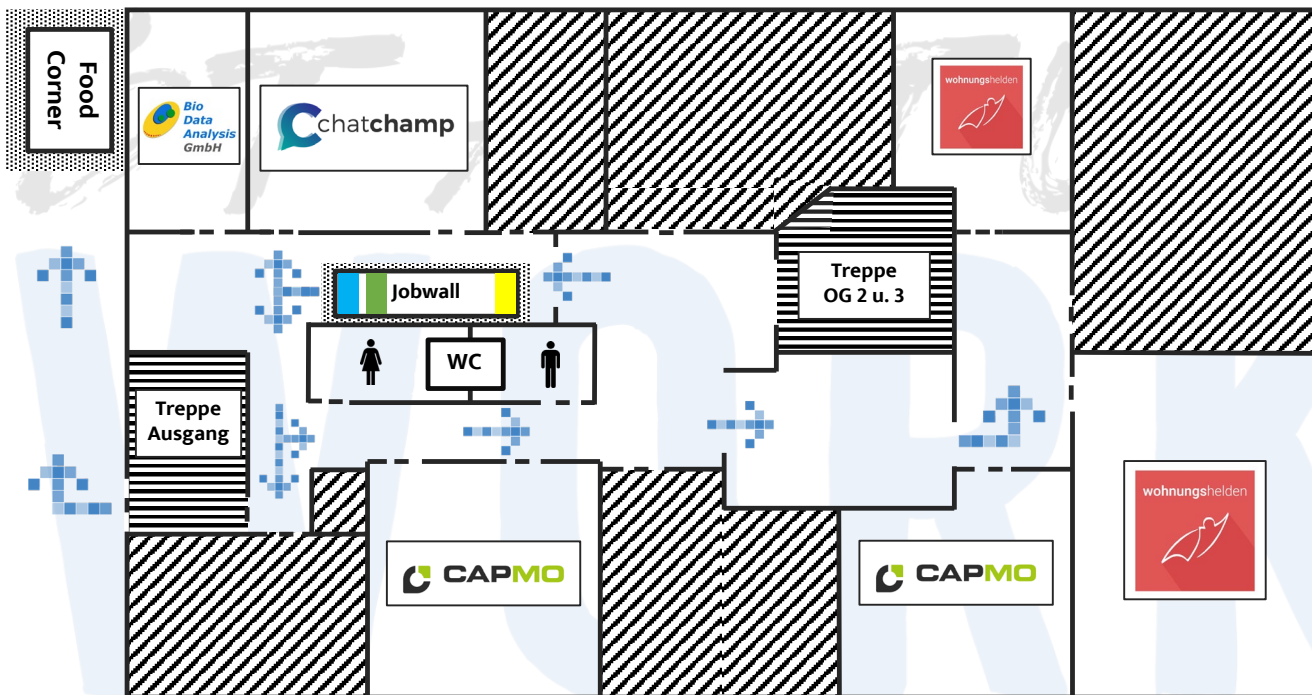 Food
Corner
Bio
Data
Analysis
GmbH
chatchamp
wohnungshelden
Treppe
OG 2 u. 3
Jobwall
WC
Treppe
Ausgang
wohnungshelden
CAPMO
CAPMO
WORK